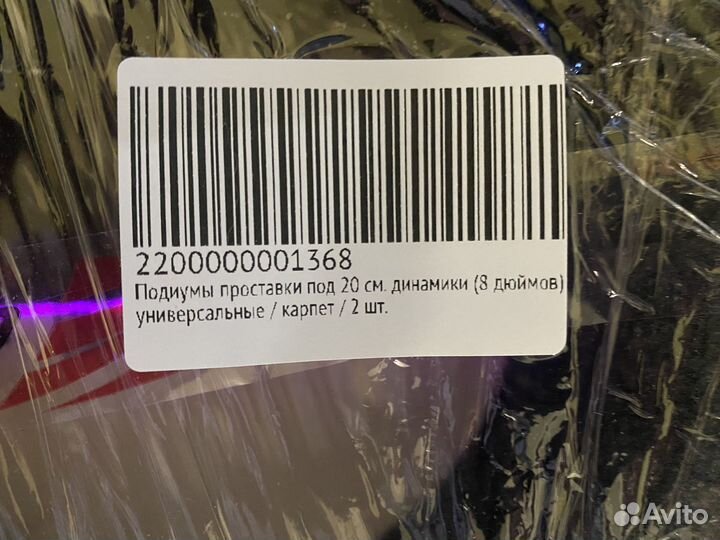 2200000001368
Подиумы проставки под 20 см. динамики (8 дюймов)
универсальные / карпет / 2 шт.
Avito